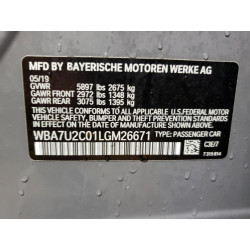 MFD BY BAYERISCHE MOTOREN WERKE AG
05/19
GVWR 5897 lbs 2675 kg
GAWR FRONT 2972 lbs 1348 kg
GAWR REAR 3075 lbs 1395 kg
THIS VEHICLE CONFORMS TO ALL APPLICABLE
FEDERAL MOTOR VEHICLE SAFETY, BUMPER AND THEFT
PREVENTION STANDARDS IN EFFECT ON THE DATE OF
MANUFACTURE SHOWN ABOVE.
WBA7U2C01LGM26671 TYPE: PASSENGER CAR